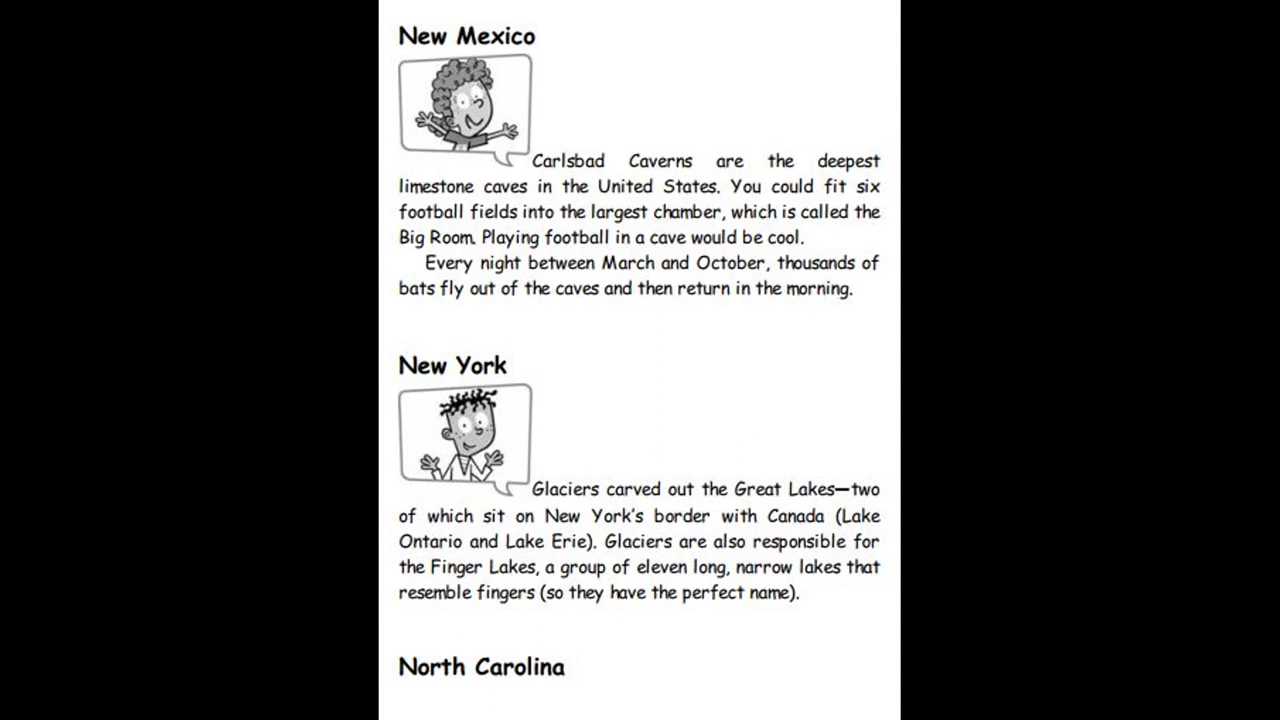 New Mexico
Carlsbad Caverns are the deepest
limestone caves in the United States. You could fit six
football fields into the largest chamber, which is called the
Big Room. Playing football in a cave would be cool.
Every night between March and October, thousands of
bats fly out of the caves and then return in the morning.
New York
Glaciers carved out the Great Lakes—two
of which sit on New York's border with Canada (Lake
Ontario and Lake Erie). Glaciers are also responsible for
the Finger Lakes, a group of eleven long, narrow lakes that
resemble fingers (so they have the perfect name).
North Carolina